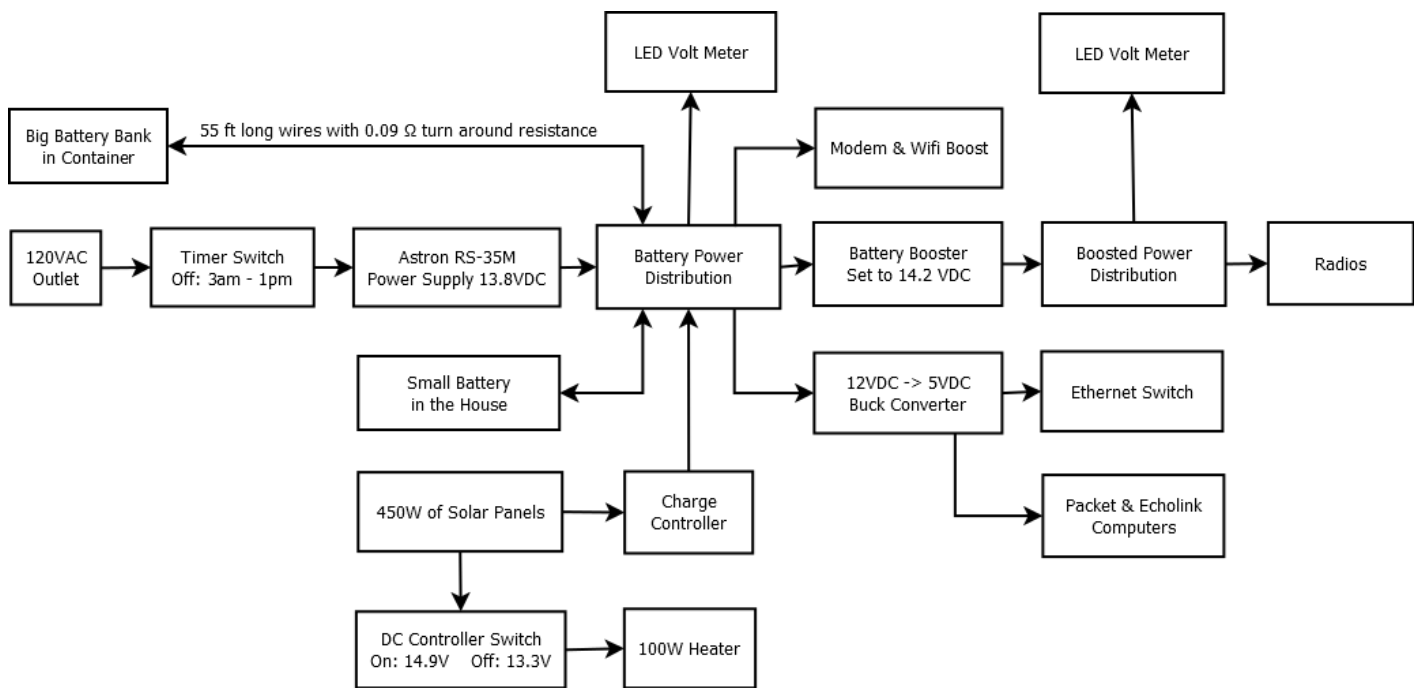 LED Volt Meter
LED Volt Meter
Big Battery Bank
in Container
55 ft long wires with 0.09 Ω turn around resistance
Modem & Wifi Boost
120VAC
Outlet
Timer Switch
Off: 3am - 1pm
Astron RS-35M
Power Supply 13.8VDC
Battery Power
Distribution
Battery Booster
Set to 14.2 VDC
Boosted Power
Distribution
Radios
Small Battery
in the House
12VDC -> 5VDC
Buck Converter
Ethernet Switch
450W of Solar Panels
Charge
Controller
Packet & Echolink
Computers
DC Controller Switch
On: 14.9V Off: 13.3V
100W Heater